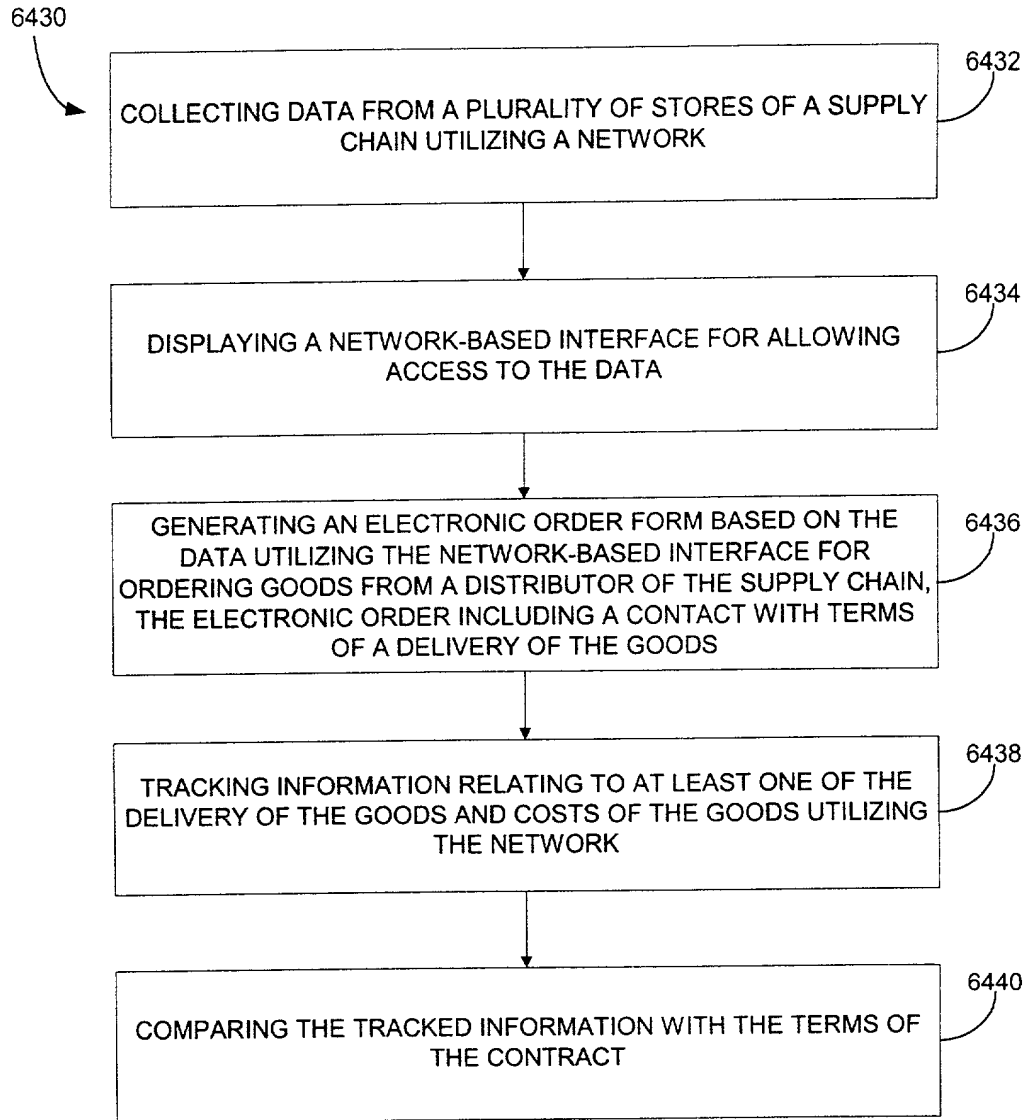 6430
6432
COLLECTING DATA FROM A PLURALITY OF STORES OF A SUPPLY
CHAIN UTILIZING A NETWORK
6434
DISPLAYING A NETWORK-BASED INTERFACE FOR ALLOWING
ACCESS TO THE DATA
6436
GENERATING AN ELECTRONIC ORDER FORM BASED ON THE
DATA UTILIZING THE NETWORK-BASED INTERFACE FOR
ORDERING GOODS FROM A DISTRIBUTOR OF THE SUPPLY CHAIN,
THE ELECTRONIC ORDER INCLUDING A CONTACT WITH TERMS
OF A DELIVERY OF THE GOODS
6438
TRACKING INFORMATION RELATING TO AT LEAST ONE OF THE
DELIVERY OF THE GOODS AND COSTS OF THE GOODS UTILIZING
THE NETWORK
6440
COMPARING THE TRACKED INFORMATION WITH THE TERMS OF
THE CONTRACT